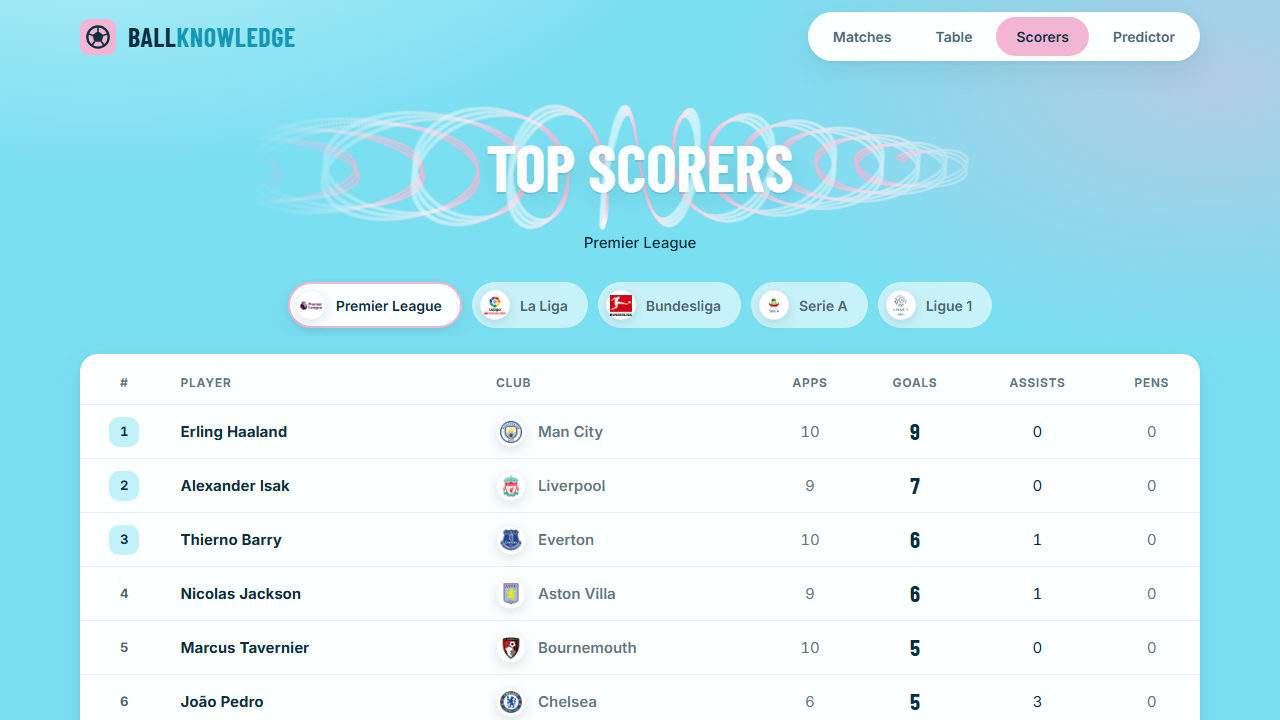 BALLKNOWLEDGE
Matches Table Scorers Predictor
TOP SCORERS
Premier League
Premier League La Liga Bundesliga Serie A Ligue 1
# PLAYER CLUB APPS GOALS ASSISTS PENS
1 Erling Haaland Man City 10 9 0 0
2 Alexander Isak Liverpool 9 7 0 0
3 Thierno Barry Everton 10 6 1 0
4 Nicolas Jackson Aston Villa 9 6 1 0
5 Marcus Tavernier Bournemouth 10 5 0 0
6 João Pedro Chelsea 6 5 3 0